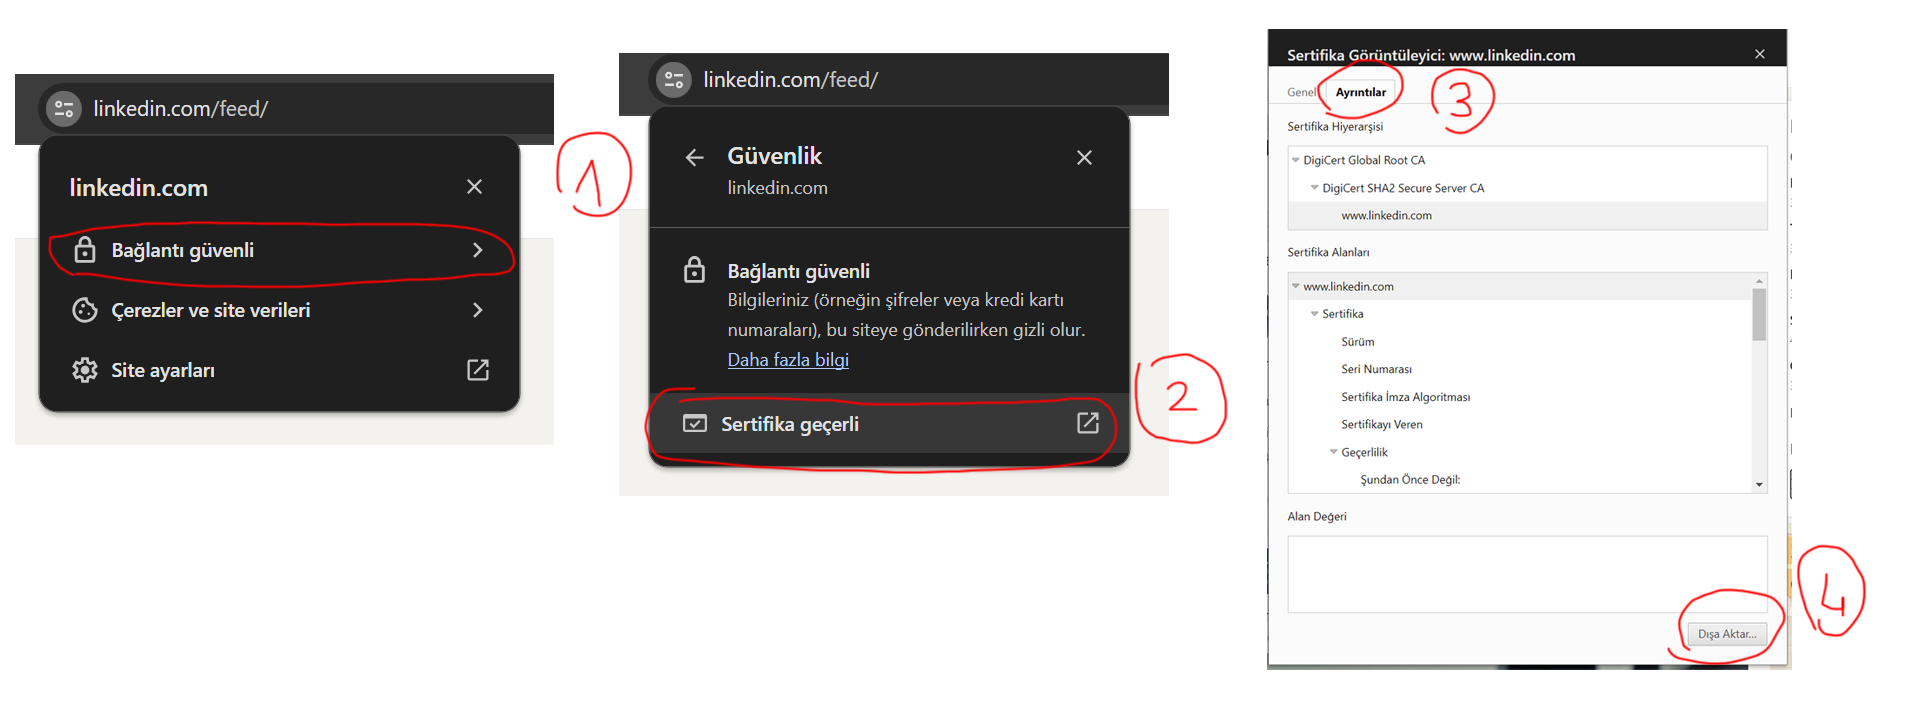 linkedin.com/feed/
linkedin.com
Bağlantı güvenli
Çerezler ve site verileri
Site ayarları
1
linkedin.com/feed/
Güvenlik
linkedin.com
Bağlantı güvenli
Bilgileriniz (örneğin şifreler veya kredi kartı
numaraları), bu siteye gönderilirken gizli olur.
Daha fazla bilgi
Sertifika geçerli
2
Sertifika Görüntüleyici: www.linkedin.com
Genel
Ayrıntılar
3
Sertifika Hiyerarşisi
DigiCert Global Root CA
DigiCert SHA2 Secure Server CA
www.linkedin.com
Sertifika Alanları
www.linkedin.com
Sertifika
Sürüm
Seri Numarası
Sertifika İmza Algoritması
Sertifikayı Veren
Geçerlilik
Şundan Önce Değil:
Alan Değeri
Dışa Aktar...
4